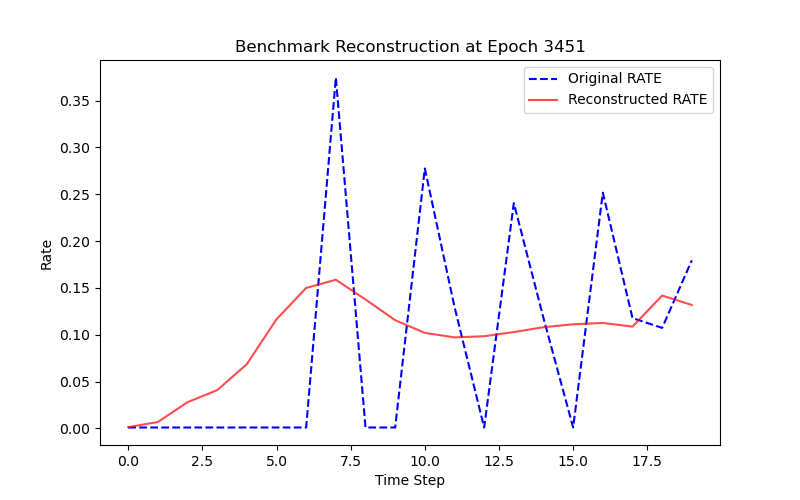 Benchmark Reconstruction at Epoch 3451
Original RATE
Reconstructed RATE
0.35
0.30
0.25
0.20
0.15
0.10
0.05
0.00
Rate
0.0 2.5 5.0 7.5 10.0 12.5 15.0 17.5
Time Step